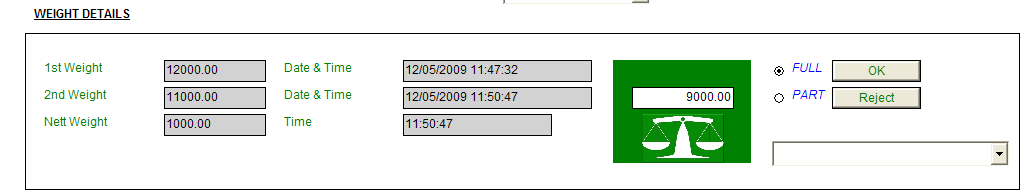 WEIGHT DETAILS
1st Weight 12000.00 Date & Time 12/05/2009 11:47:32 FULL OK
2nd Weight 11000.00 Date & Time 12/05/2009 11:50:47 9000.00 PART Reject
Nett Weight 1000.00 Time 11:50:47